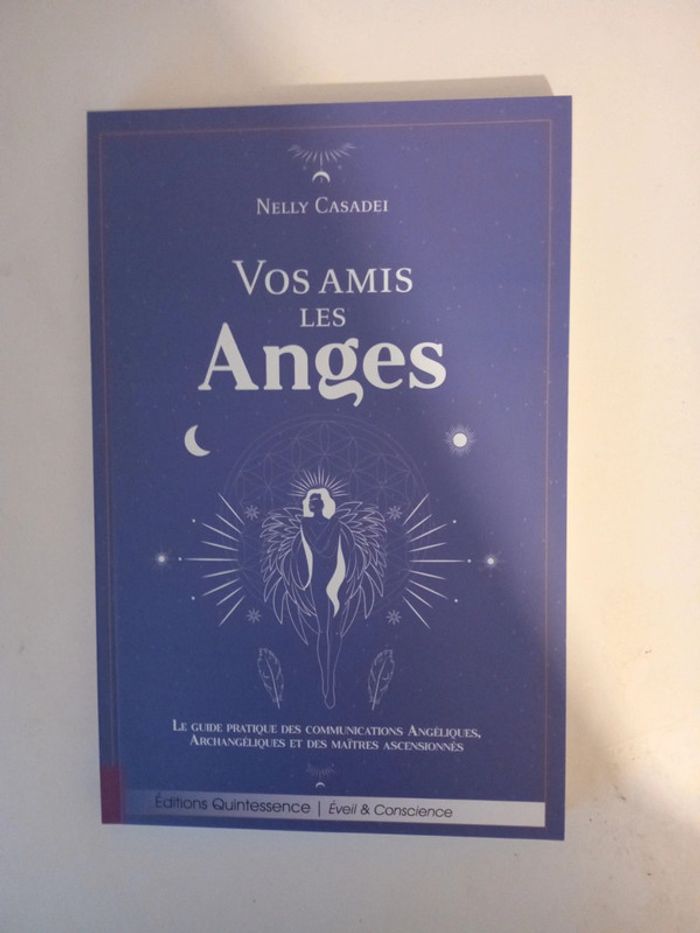 Nelly Casadei
Vos amis
les
Anges
Le guide pratique des communications Angéliques,
Archangéliques et des maîtres ascensionnés
Éditions Quintessence | Éveil & Conscience